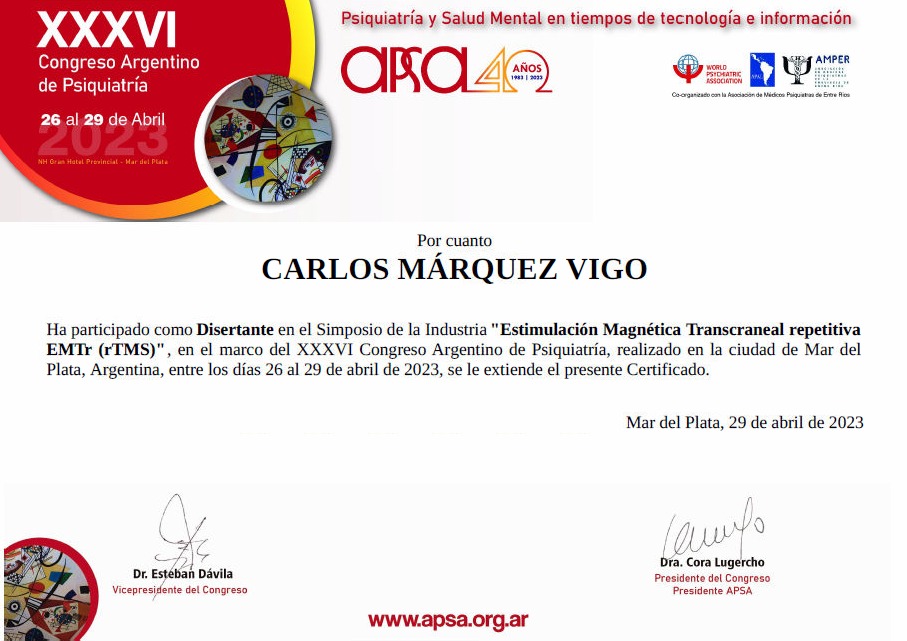 XXXVI
Congreso Argentino
de Psiquiatría
26 al 29 de Abril
2023
NH Gran Hotel Provincial - Mar del Plata
Psiquiatría y Salud Mental en tiempos de tecnología e información
APSA 40 AÑOS
1983 | 2023
WORLD
PSYCHIATRIC
ASSOCIATION
APAL
AMPER
Co-organizado con la Asociación de Médicos Psiquiatras de Entre Ríos
Por cuanto
CARLOS MÁRQUEZ VIGO
Ha participado como Disertante en el Simposio de la Industria "Estimulación Magnética Transcraneal repetitiva
EMTr (rTMS)", en el marco del XXXVI Congreso Argentino de Psiquiatría, realizado en la ciudad de Mar del
Plata, Argentina, entre los días 26 al 29 de abril de 2023, se le extiende el presente Certificado.
Mar del Plata, 29 de abril de 2023
Dr. Esteban Dávila
Vicepresidente del Congreso
Dra. Cora Lugercho
Presidente del Congreso
Presidente APSA
www.apsa.org.ar